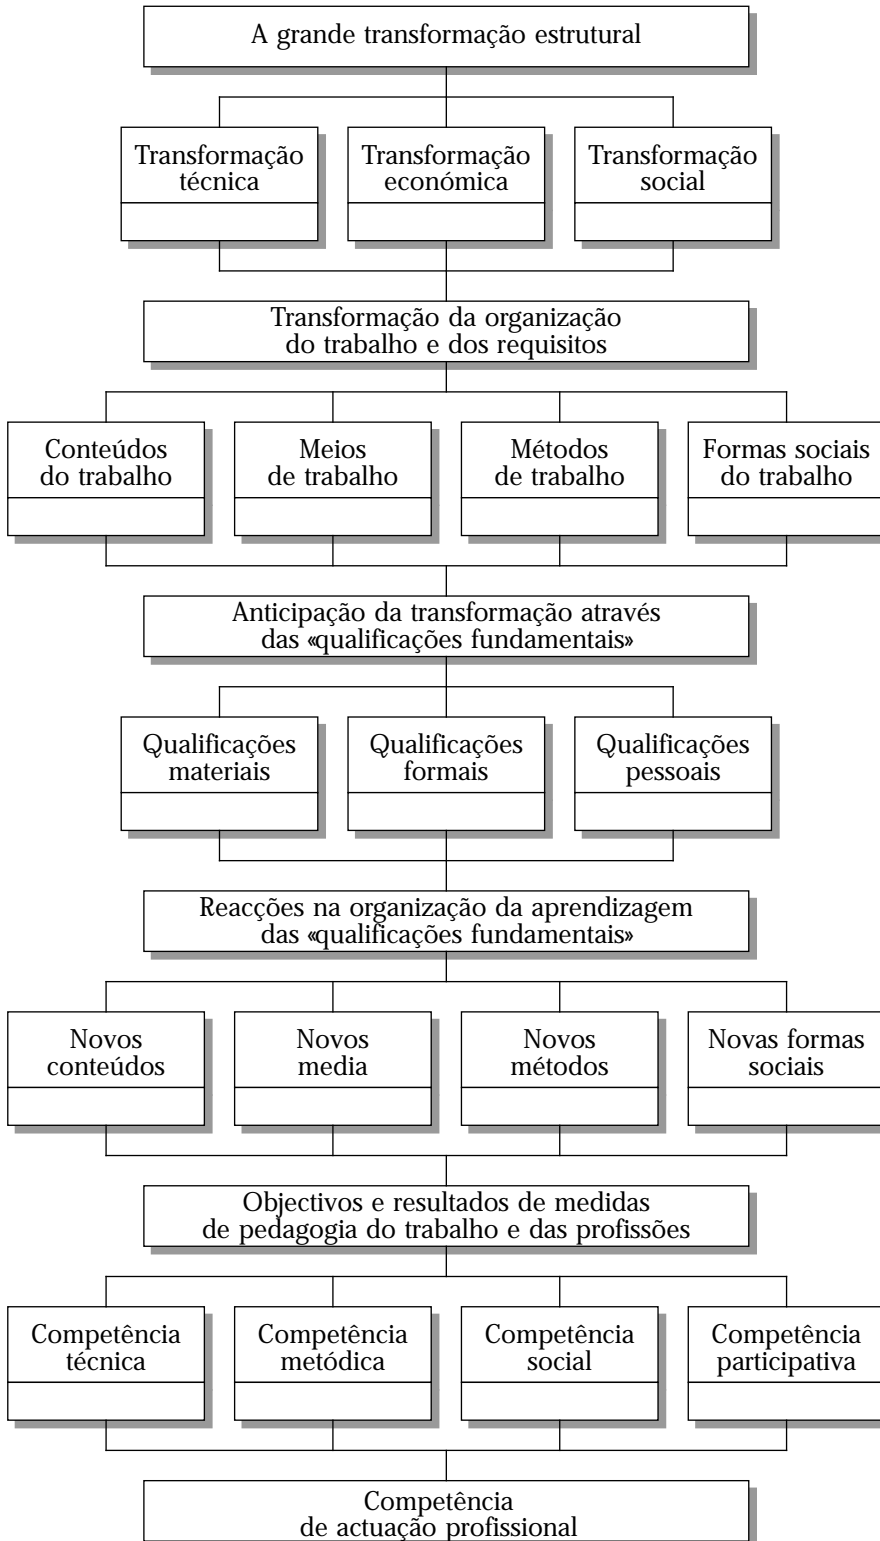 A grande transformação estrutural
Transformação
técnica
Transformação
económica
Transformação
social
Transformação da organização
do trabalho e dos requisitos
Conteúdos
do trabalho
Meios
de trabalho
Métodos
de trabalho
Formas sociais
do trabalho
Anticipação da transformação através
das «qualificações fundamentais»
Qualificações
materiais
Qualificações
formais
Qualificações
pessoais
Reacções na organização da aprendizagem
das «qualificações fundamentais»
Novos
conteúdos
Novos
media
Novos
métodos
Novas formas
sociais
Objectivos e resultados de medidas
de pedagogia do trabalho e das profissões
Competência
técnica
Competência
metódica
Competência
social
Competência
participativa
Competência
de actuação profissional